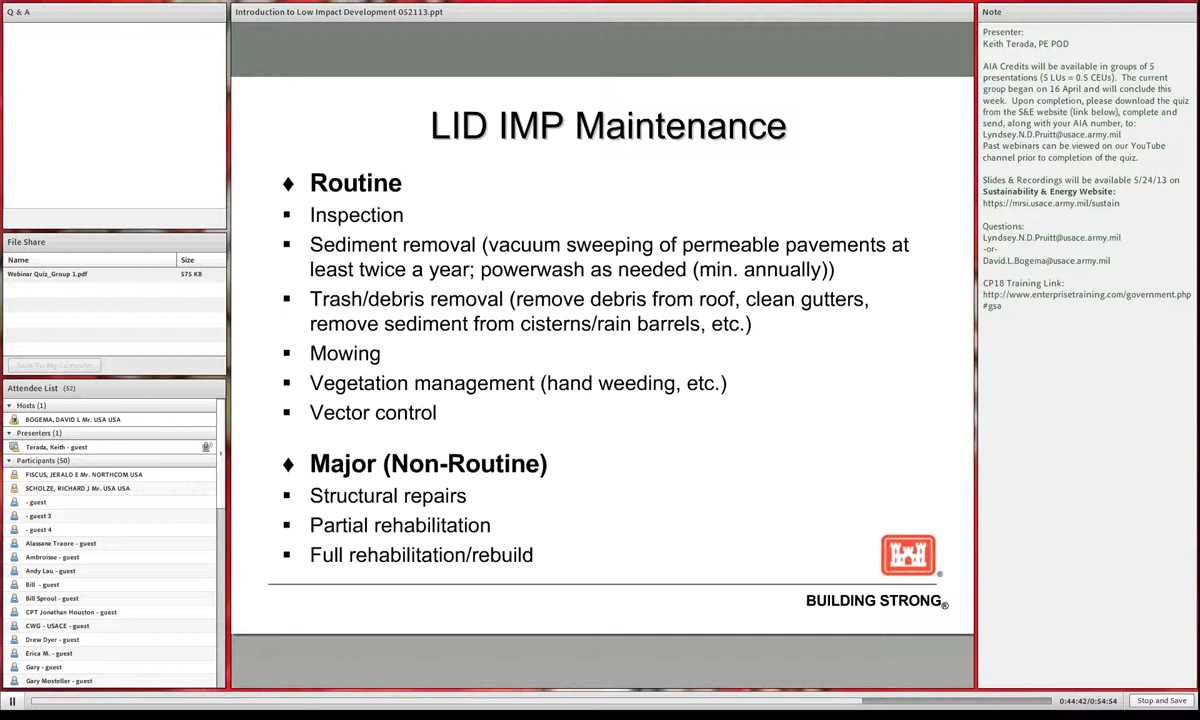 Q & A
File Share
Name Size
Webinar Quiz_Group 1.pdf 575 KB
Save To My Computer
Attendee List (52)
Hosts (1)
BOGEMA, DAVID L Mr. USA USA
Presenters (1)
Terada, Keith - guest
Participants (50)
FISCUS, JERALD E Mr. NORTHCOM USA
SCHOLZE, RICHARD J Mr. USA USA
- guest
- guest 3
- guest 4
Alassane Traore - guest
Ambroisse - guest
Andy Lau - guest
Bill - guest
Bill Sproul - guest
CPT Jonathan Houston - guest
CWG - USACE - guest
Drew Dyer - guest
Erica M. - guest
Gary - guest
Gary Mosteller - guest
Introduction to Low Impact Development 052113.ppt
LID IMP Maintenance
♦ Routine
▪ Inspection
▪ Sediment removal (vacuum sweeping of permeable pavements at
least twice a year; powerwash as needed (min. annually))
▪ Trash/debris removal (remove debris from roof, clean gutters,
remove sediment from cisterns/rain barrels, etc.)
▪ Mowing
▪ Vegetation management (hand weeding, etc.)
▪ Vector control
♦ Major (Non-Routine)
▪ Structural repairs
▪ Partial rehabilitation
▪ Full rehabilitation/rebuild
®
BUILDING STRONG®
Note
Presenter:
Keith Terada, PE POD
AIA Credits will be available in groups of 5
presentations (5 LUs = 0.5 CEUs). The current
group began on 16 April and will conclude this
week. Upon completion, please download the quiz
from the S&E website (link below), complete and
send, along with your AIA number, to:
Lyndsey.N.D.Pruitt@usace.army.mil
Past webinars can be viewed on our YouTube
channel prior to completion of the quiz.
Slides & Recordings will be available 5/24/13 on
Sustainability & Energy Website:
https://mrsi.usace.army.mil/sustain
Questions:
Lyndsey.N.D.Pruitt@usace.army.mil
-or-
David.L.Bogema@usace.army.mil
CP18 Training Link:
http://www.enterprisetraining.com/government.php
#gsa
0:44:42/0:54:54
Stop and Save